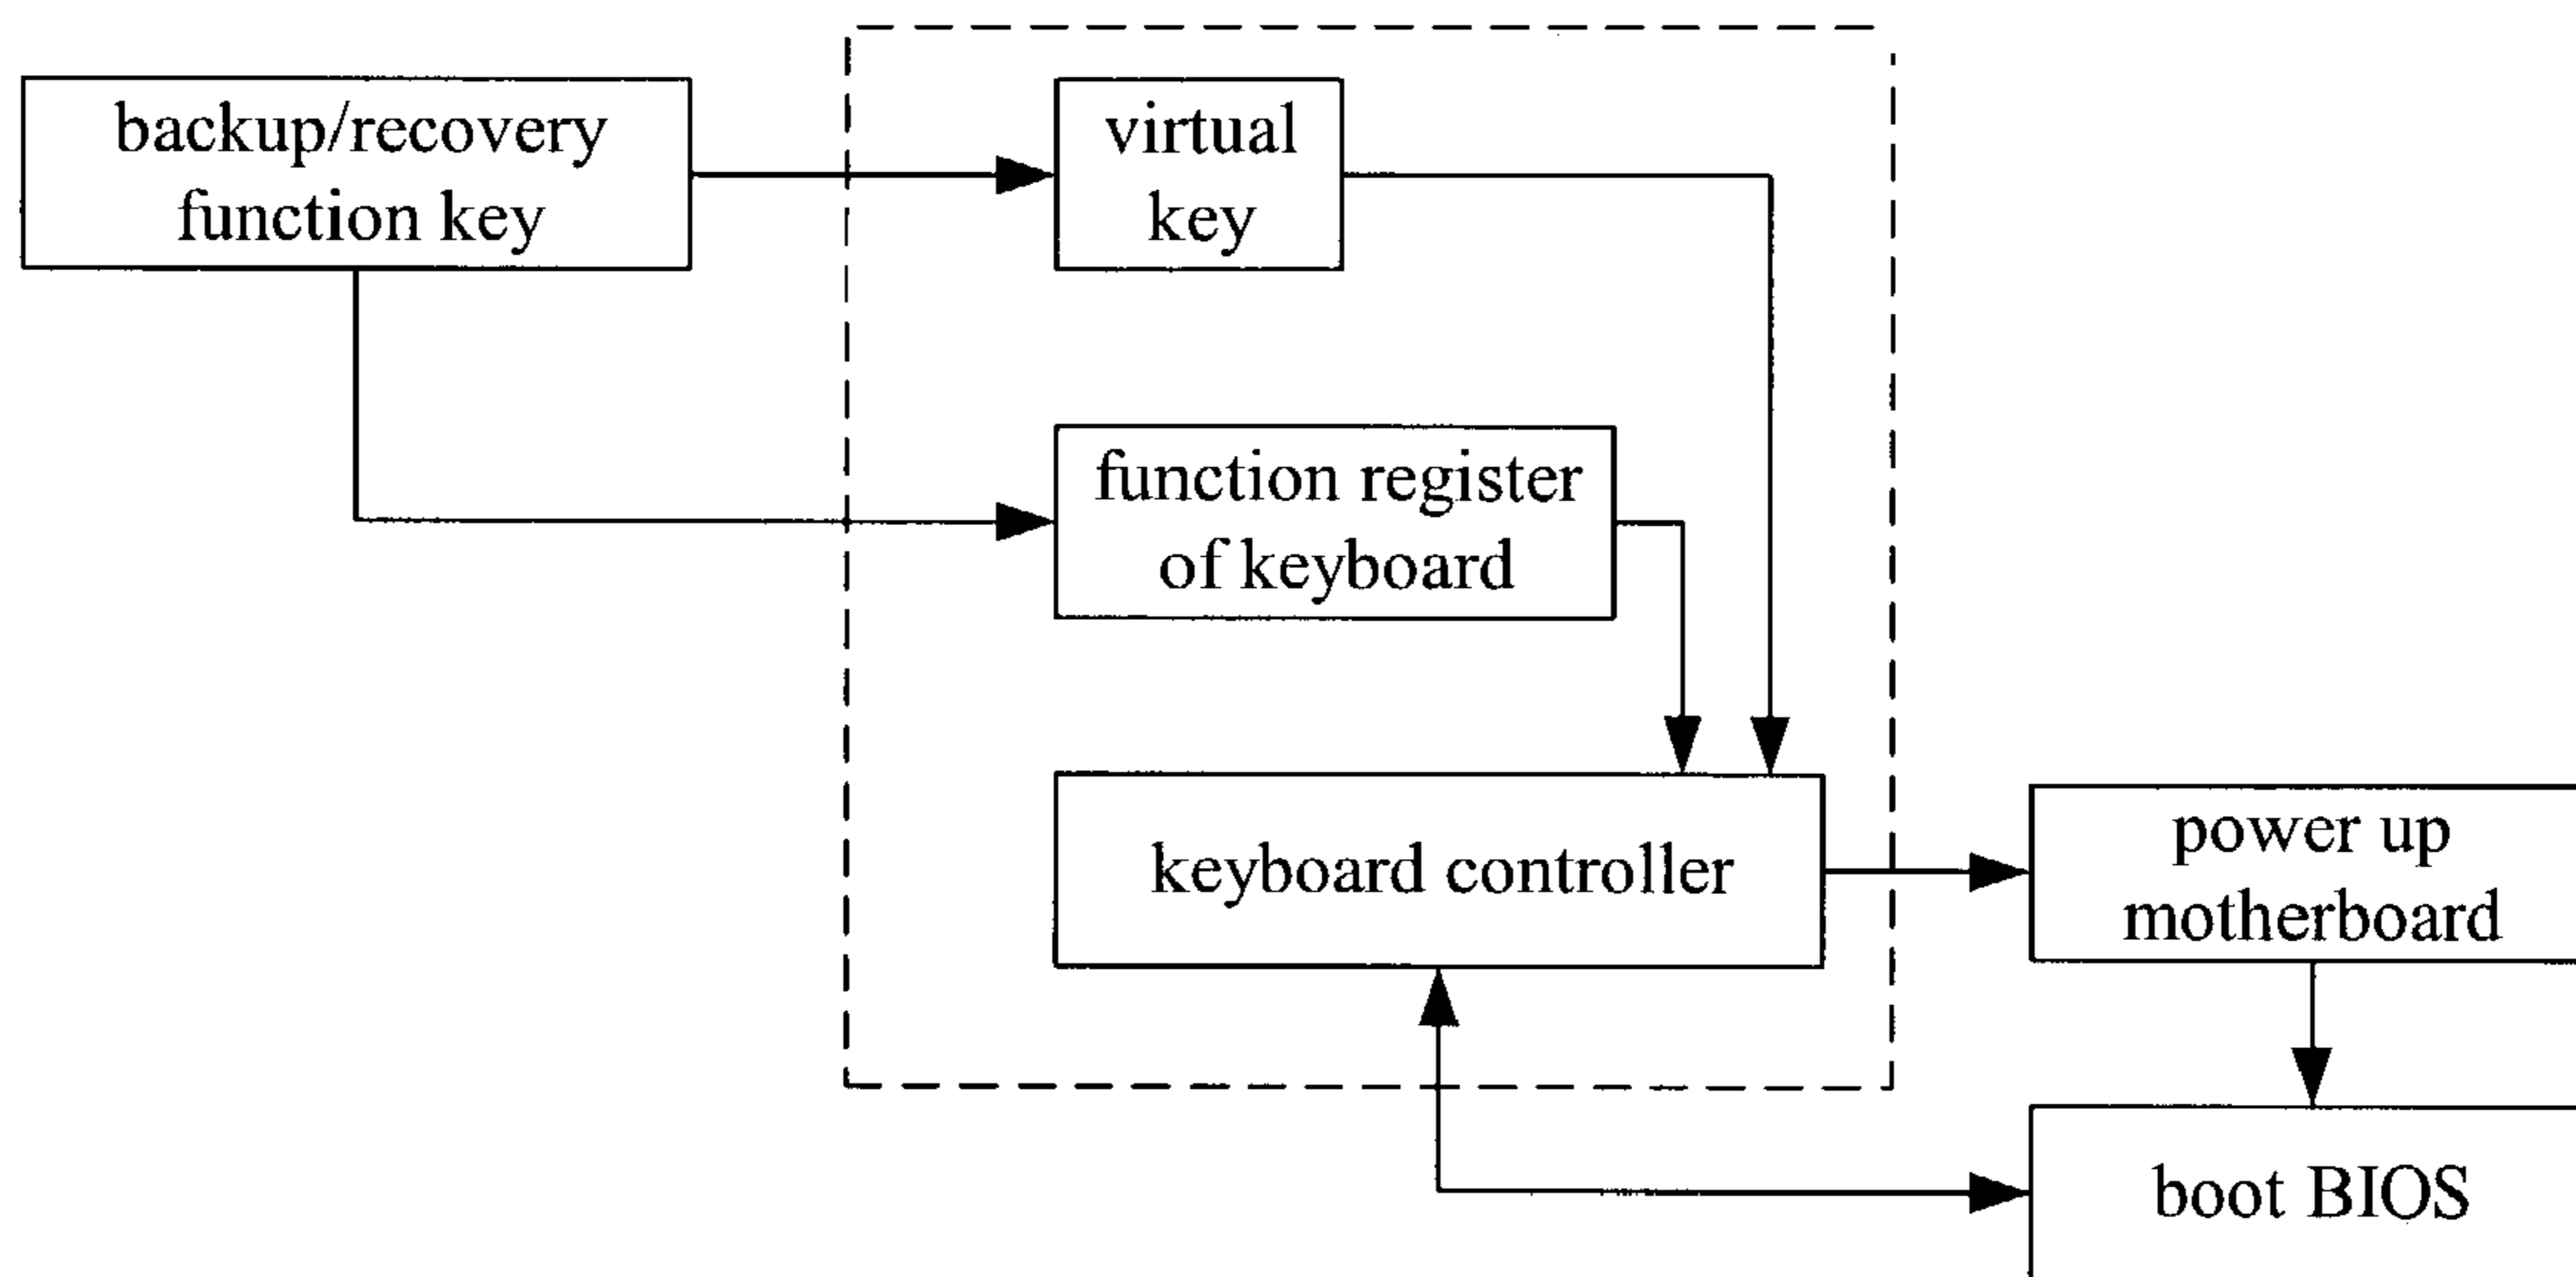 backup/recovery
function key
virtual
key
function register
of keyboard
keyboard controller
power up
motherboard
boot BIOS